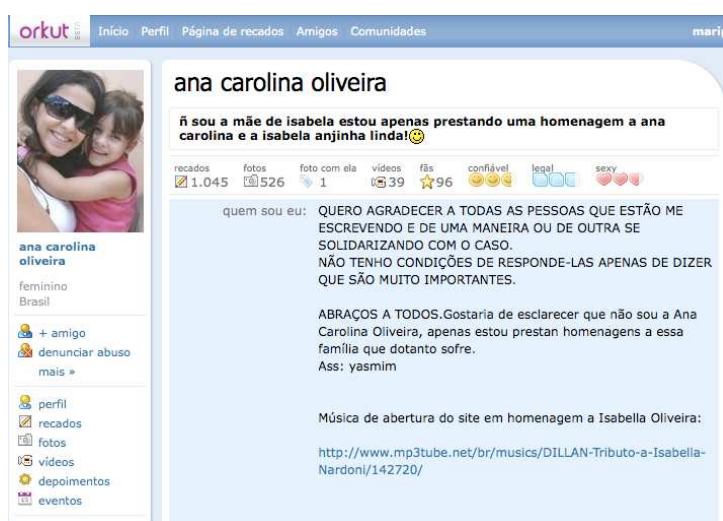 orkut BETA Início Perfil Página de recados Amigos Comunidades
ana carolina oliveira
ñ sou a mãe de isabela estou apenas prestando uma homenagem a ana
carolina e a isabela anjinha linda!
recados fotos foto com ela vídeos fãs confiável legal sexy
1.045 526 1 39 96
quem sou eu: QUERO AGRADECER A TODAS AS PESSOAS QUE ESTÃO ME
ESCREVENDO E DE UMA MANEIRA OU DE OUTRA SE
SOLIDARIZANDO COM O CASO.
NÃO TENHO CONDIÇÕES DE RESPONDE-LAS APENAS DE DIZER
QUE SÃO MUITO IMPORTANTES.
ABRAÇOS A TODOS.Gostaria de esclarecer que não sou a Ana
Carolina Oliveira, apenas estou prestan homenagens a essa
família que dotanto sofre.
Ass: yasmim
Música de abertura do site em homenagem a Isabella Oliveira:
http://www.mp3tube.net/br/musics/DILLAN-Tributo-a-Isabella-
Nardoni/142720/
ana carolina
oliveira
feminino
Brasil
+ amigo
denunciar abuso
mais »
perfil
recados
fotos
vídeos
depoimentos
eventos